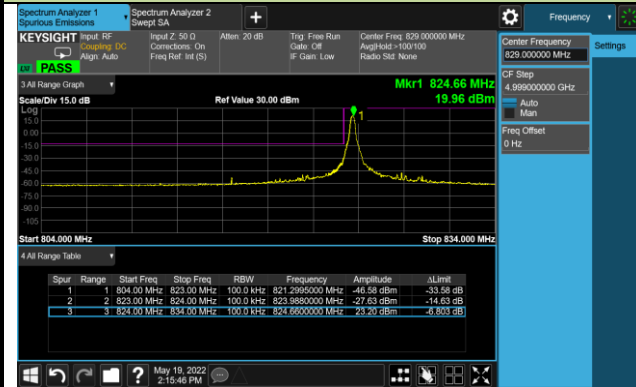 Spectrum Analyzer 1
Spurious Emissions
Spectrum Analyzer 2
Swept SA
+
Frequency
KEYSIGHT
Input: RF
Coupling: DC
Align: Auto
Input Z: 50 Ω
Corrections: On
Freq Ref: Int (S)
Atten: 20 dB
Trig: Free Run
Gate: Off
IF Gain: Low
Center Freq: 829.000000 MHz
Avg|Hold:>100/100
Radio Std: None
PASS
Center Frequency
829.000000 MHz
Settings
CF Step
4.999000000 GHz
Auto
Man
Freq Offset
0 Hz
3 All Range Graph
Mkr1 824.66 MHz
Scale/Div 15.0 dB
Ref Value 30.00 dBm
19.96 dBm
Log
15.0
0.00
-15.0
-30.0
-45.0
-60.0
-75.0
-90.0
-105
1
Start 804.000 MHz
Stop 834.000 MHz
4 All Range Table
Spur Range Start Freq Stop Freq RBW Frequency Amplitude ΔLimit
1 1 804.00 MHz 823.00 MHz 100.0 kHz 821.2995000 MHz -46.58 dBm -33.58 dB
2 2 823.00 MHz 824.00 MHz 100.0 kHz 823.9880000 MHz -27.63 dBm -14.63 dB
3 3 824.00 MHz 834.00 MHz 100.0 kHz 824.6600000 MHz 23.20 dBm -6.803 dB
?
May 19, 2022
2:15:46 PM